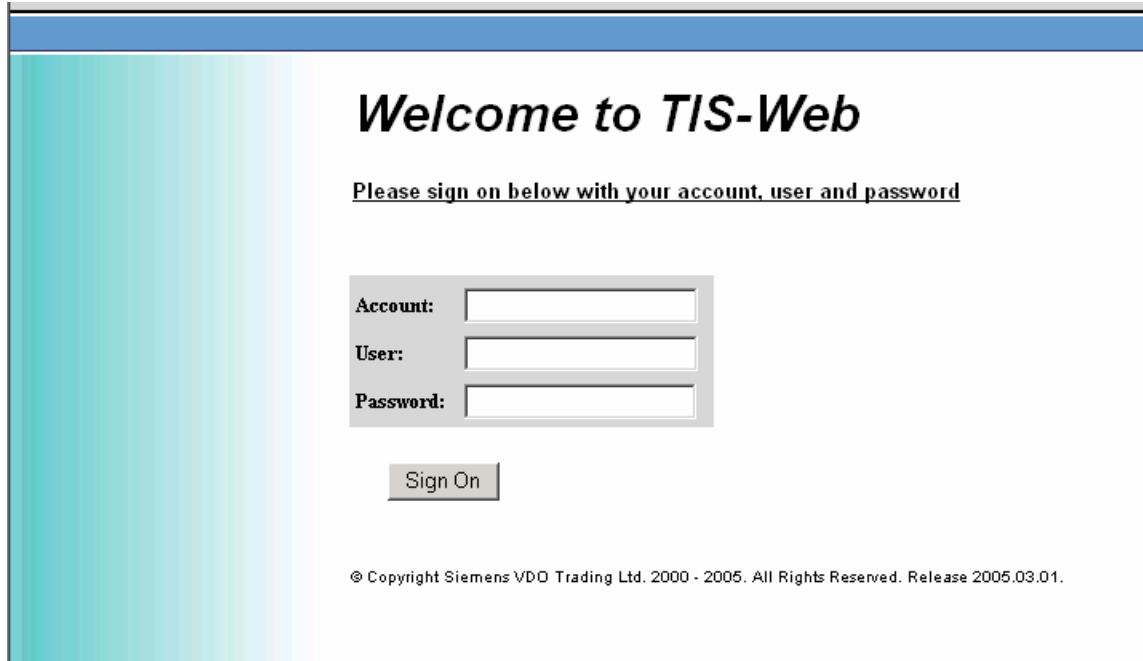 Welcome to TIS-Web
Please sign on below with your account, user and password
Account:
User:
Password:
Sign On
© Copyright Siemens VDO Trading Ltd. 2000 - 2005. All Rights Reserved. Release 2005.03.01.